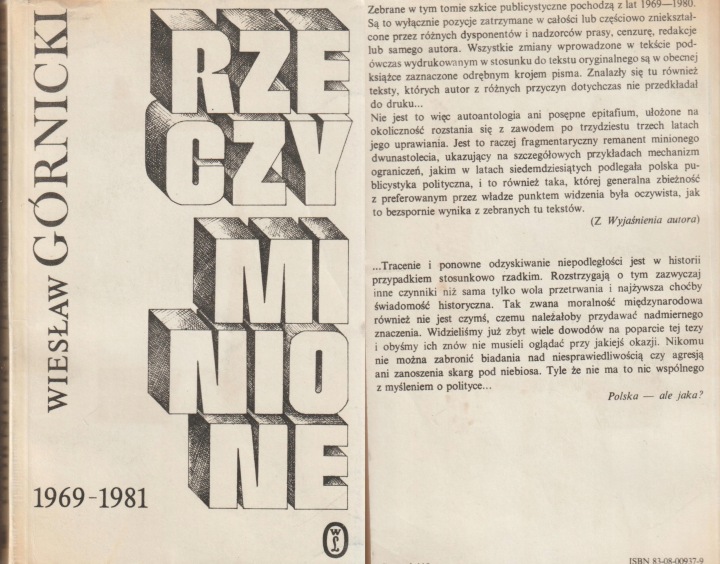 WIESŁAW GÓRNICKI
RZE
CZY
MI
NIO
NE
1969-1981
WL
Zebrane w tym tomie szkice publicystyczne pochodzą z lat 1969—1980.
Są to wyłącznie pozycje zatrzymane w całości lub częściowo zniekształ-
cone przez różnych dysponentów i nadzorców prasy, cenzurę, redakcje
lub samego autora. Wszystkie zmiany wprowadzone w tekście pod-
ówczas wydrukowanym w stosunku do tekstu oryginalnego są w obecnej
książce zaznaczone odrębnym krojem pisma. Znalazły się tu również
teksty, których autor z różnych przyczyn dotychczas nie przedkładał
do druku...
Nie jest to więc autoantologia ani posępne epitafium, ułożone na
okoliczność rozstania się z zawodem po trzydziestu trzech latach
jego uprawiania. Jest to raczej fragmentaryczny remanent minionego
dwunastolecia, ukazujący na szczegółowych przykładach mechanizm
ograniczeń, jakim w latach siedemdziesiątych podlegała polska pu-
blicystyka polityczna, i to również taka, której generalna zbieżność
z preferowanym przez władze punktem widzenia była oczywista, jak
to bezspornie wynika z zebranych tu tekstów.
(Z Wyjaśnienia autora)
...Tracenie i ponowne odzyskiwanie niepodległości jest w historii
przypadkiem stosunkowo rzadkim. Rozstrzygają o tym zazwyczaj
inne czynniki niż sama tylko wola przetrwania i najżywsza choćby
świadomość historyczna. Tak zwana moralność międzynarodowa
również nie jest czymś, czemu należałoby przydawać nadmiernego
znaczenia. Widzieliśmy już zbyt wiele dowodów na poparcie tej tezy
i obyśmy ich znów nie musieli oglądać przy jakiejś okazji. Nikomu
nie można zabronić biadania nad niesprawiedliwością czy agresją
ani zanoszenia skarg pod niebiosa. Tyle że nie ma to nic wspólnego
z myśleniem o polityce...
Polska — ale jaka?
ISBN 83-08-00937-9